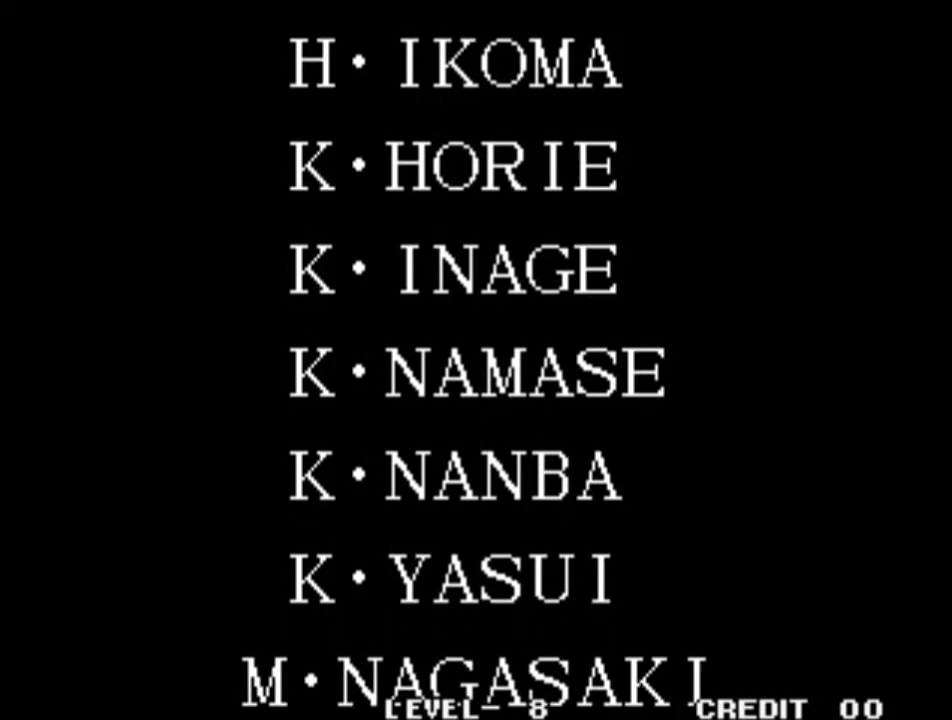 H・IKOMA
K・HORIE
K・INAGE
K・NAMASE
K・NANBA
K・YASUI
M・NAGASAKI
LEVEL- 8 CREDIT 00